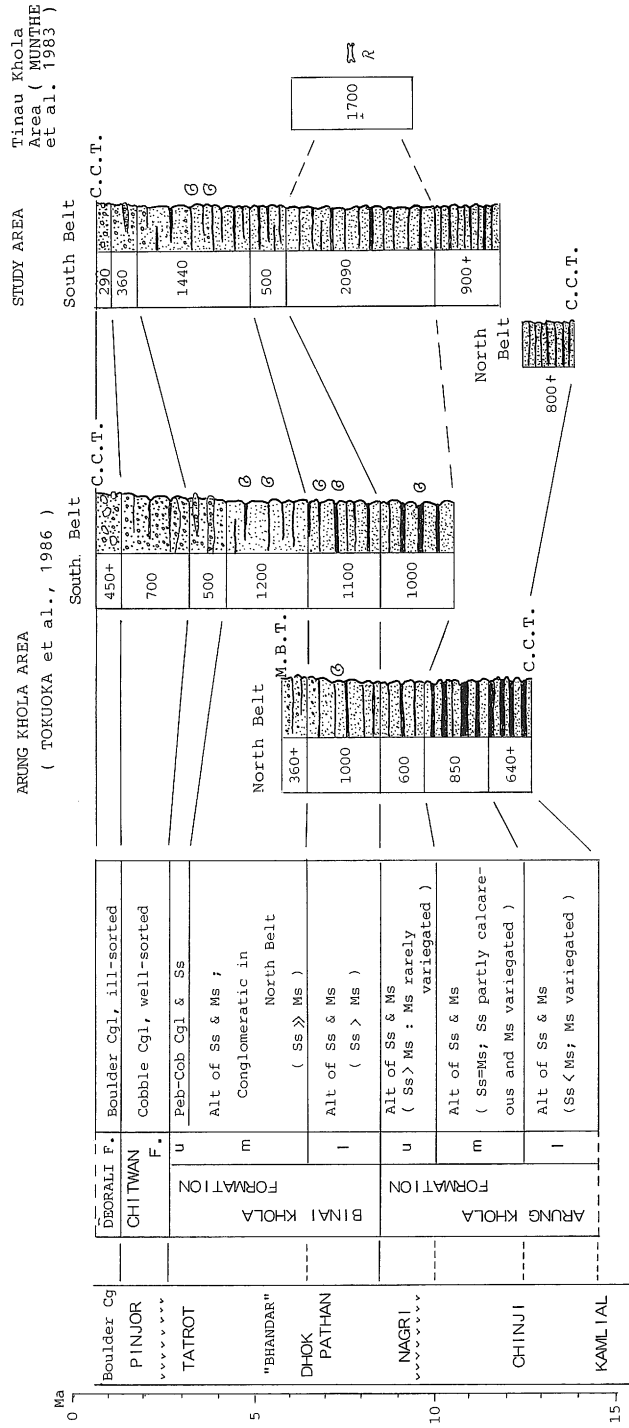 ARUNG KHOLA AREA
( TOKUOKA et al., 1986 )
STUDY AREA
Tinau Khola
Area ( MUNTHE
et al. 1983 )
North Belt
South Belt
South Belt
North
Belt
Ma
0
5
10
15
Boulder Cg
PINJOR
TATROT
"BHANDAR"
DHOK
PATHAN
NAGRI
CHINJI
KAMLIAL
DEORALI F.
CHITWAN
F.
BINAI KHOLA
FORMATION
u
m
l
ARUNG KHOLA
FORMATION
u
m
l
Boulder Cgl, ill-sorted
Cobble Cgl, well-sorted
Peb-Cob Cgl & Ss
Alt of Ss & Ms ;
Conglomeratic in
North Belt
( Ss ≫ Ms )
Alt of Ss & Ms
( Ss > Ms )
Alt of Ss & Ms
( Ss > Ms : Ms rarely
variegated )
Alt of Ss & Ms
( Ss=Ms; Ss partly calcare-
ous and Ms variegated )
Alt of Ss & Ms
(Ss < Ms; Ms variegated )
M.B.T.
360+
1000
600
850
640+
C.C.T.
C.C.T.
450+
700
500
1200
1100
1000
C.C.T.
290
360
1440
500
2090
900+
800+
C.C.T.
1700
R